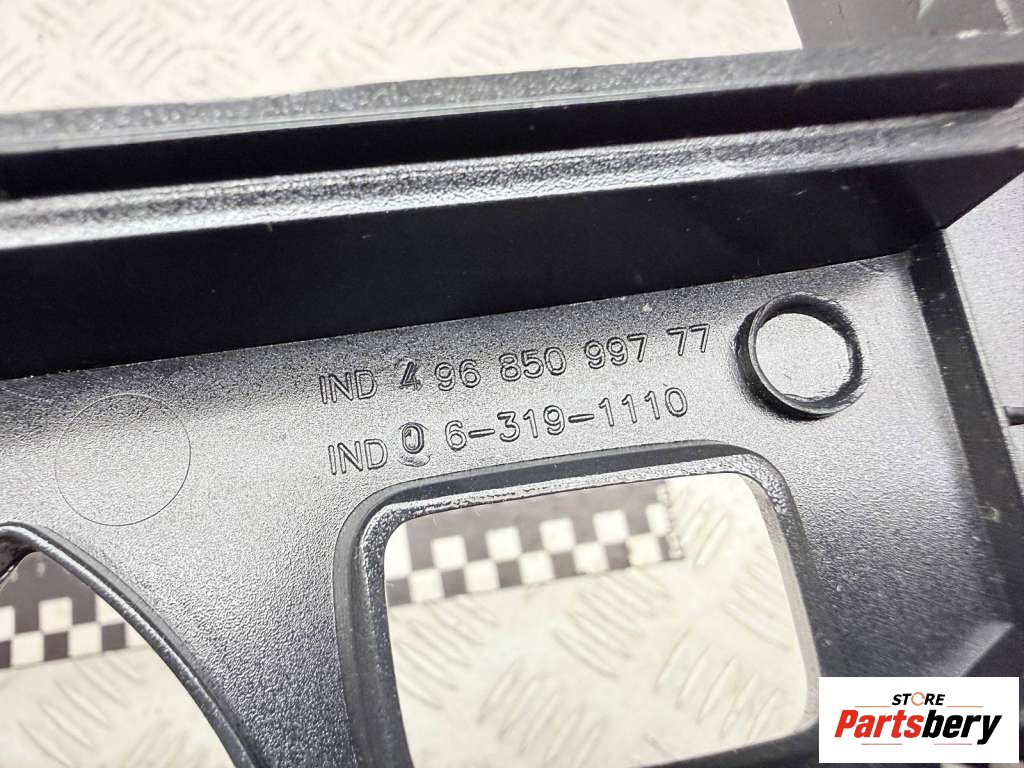 IND 4 96 850 997 77
IND 0 6-319-1110
STORE
Partsbery